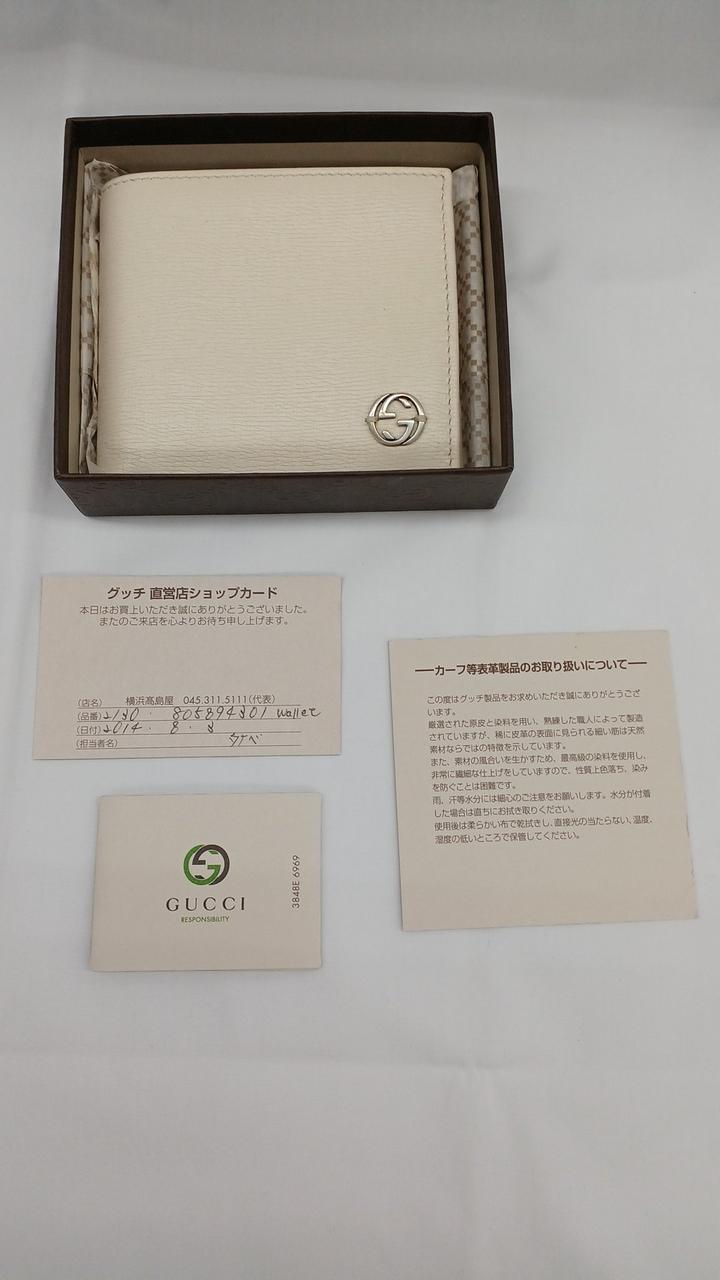 グッチ 直営店ショップカード
本日はお買上いただき誠にありがとうございました。
またのご来店を心よりお待ち申し上げます。
(店名) 横浜髙島屋 045.311.5111(代表)
(品番) 2130・805894301 wallet
(日付) 2014. 8. 3
(担当者名)
GUCCI
RESPONSIBILITY
3848E 6969
カーフ等表革製品のお取り扱いについて
この度はグッチ製品をお求めいただき誠にありがとうござ
います。
厳選された原皮と染料を用い、熟練した職人によって製造
されていますが、稀に皮革の表面に見られる細い筋は天然
素材ならではの特徴を示しています。
また、素材の風合いを生かすため、最高級の染料を使用し、
非常に繊細な仕上げをしていますので、性質上色落ち、染み
を防ぐことは困難です。
雨、汗等水分には細心のご注意をお願いします。水分が付着
した場合は直ちにお拭き取りください。
使用後は柔らかい布で乾拭きし、直接光の当たらない、温度、
湿度の低いところで保管してください。